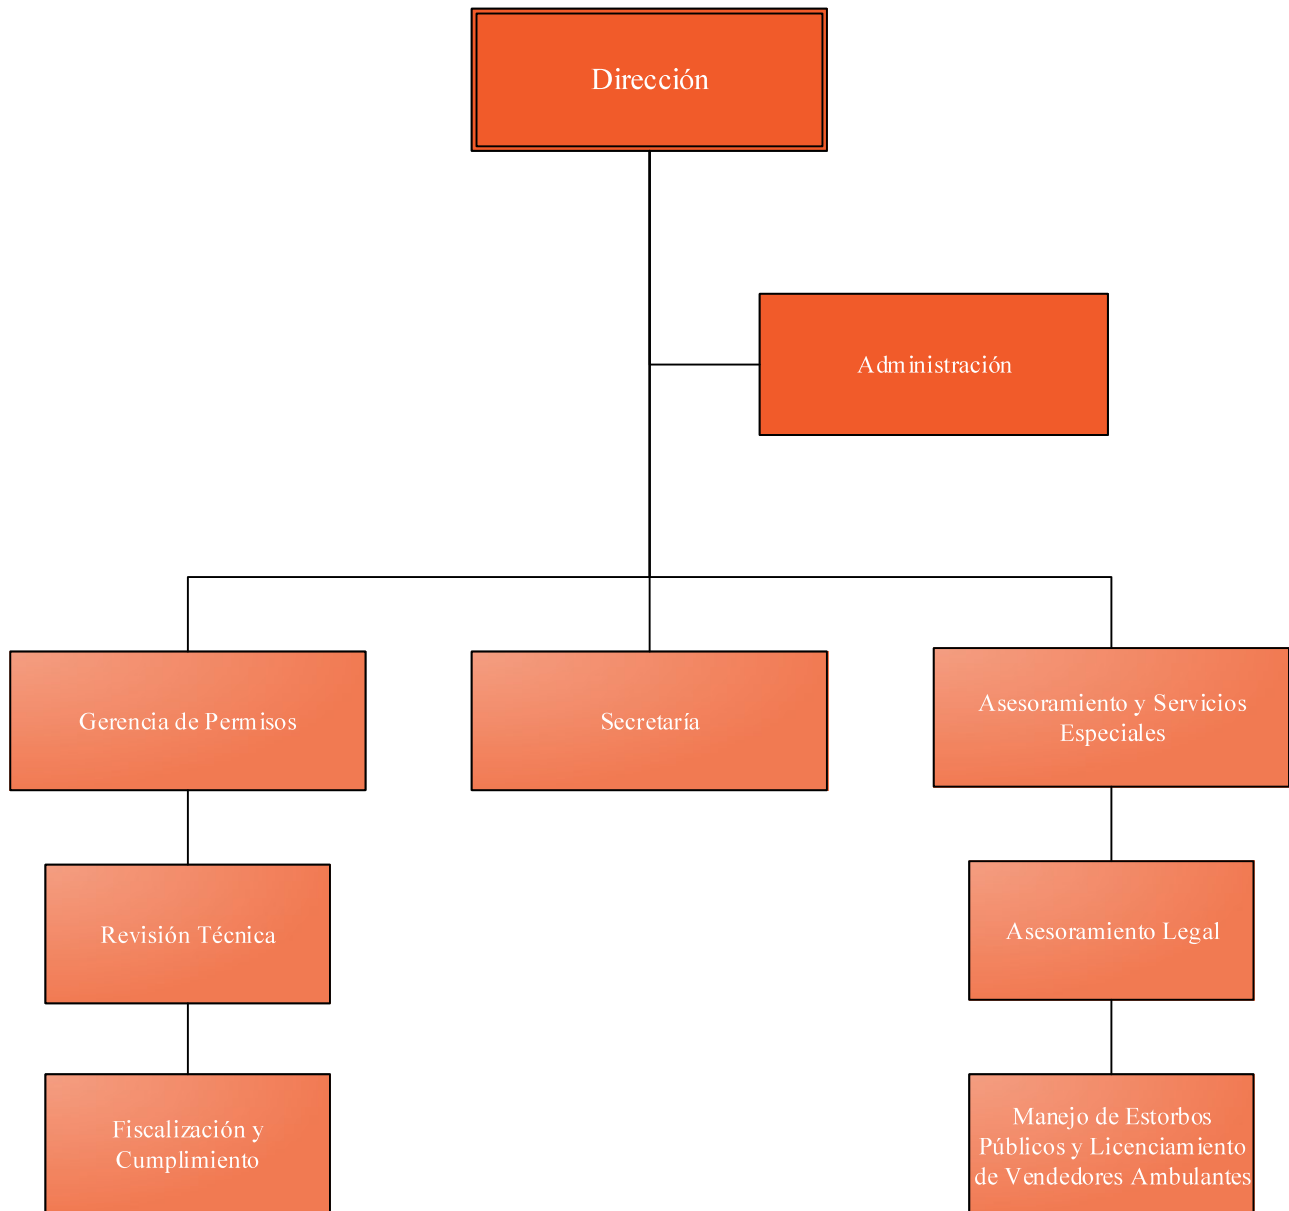 Dirección
Administración
Gerencia de Permisos
Secretaría
Asesoramiento y Servicios
Especiales
Revisión Técnica
Asesoramiento Legal
Fiscalización y
Cumplimiento
Manejo de Estorbos
Públicos y Licenciamiento
de Vendedores Ambulantes